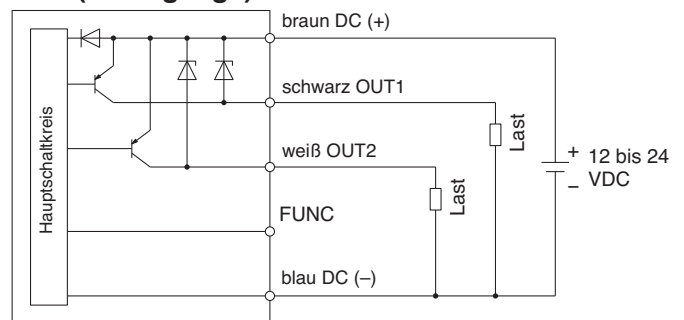 braun DC (+)
schwarz OUT1
weiß OUT2
FUNC
blau DC (–)
Hauptschaltkreis
Last
Last
+ 12 bis 24
– VDC